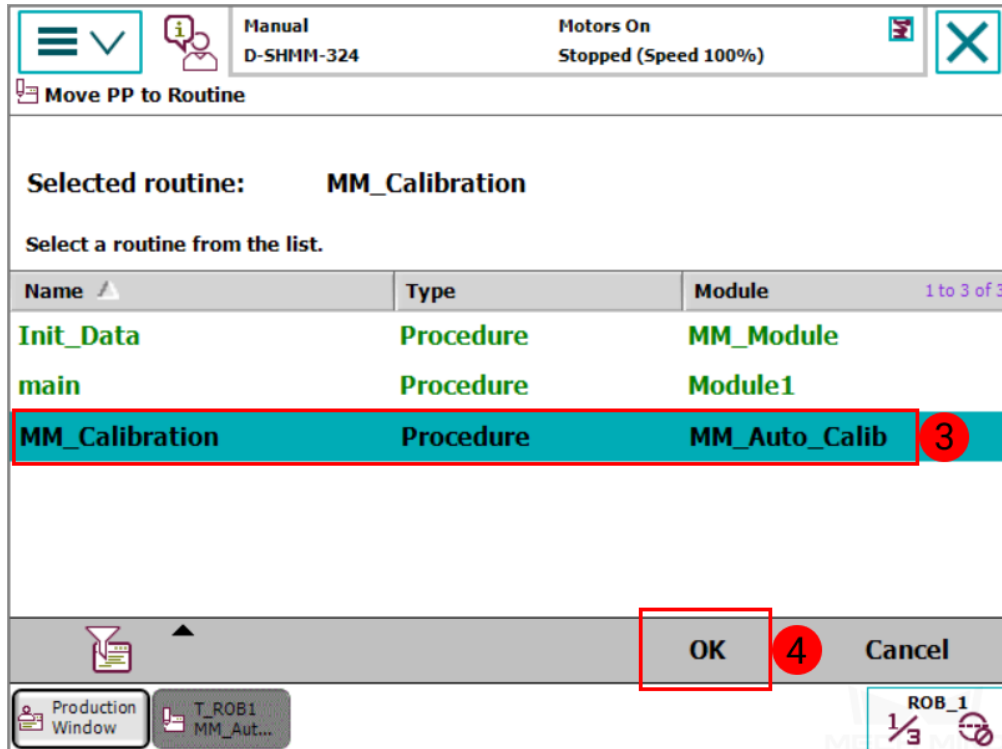 Manual
D-SHMM-324
Motors On
Stopped (Speed 100%)
Move PP to Routine
Selected routine: MM_Calibration
Select a routine from the list.
Name Type Module 1 to 3 of 3
Init_Data Procedure MM_Module
main Procedure Module1
MM_Calibration Procedure MM_Auto_Calib 3
OK 4 Cancel
Production
Window
T_ROB1
MM_Aut...
ROB_1
1/3